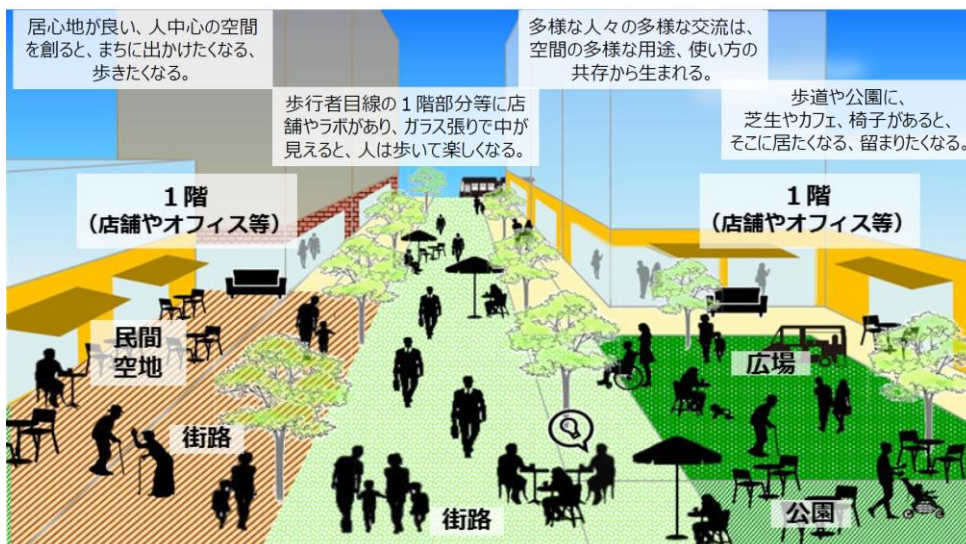 居心地が良い、人中心の空間
を創ると、まちに出かけたくなる、
歩きたくなる。
多様な人々の多様な交流は、
空間の多様な用途、使い方の
共存から生まれる。
歩行者目線の1階部分等に店
舗やラボがあり、ガラス張りで中が
見えると、人は歩いて楽しくなる。
歩道や公園に、
芝生やカフェ、椅子があると、
そこに居たくなる、留まりたくなる。
1階
(店舗やオフィス等)
1階
(店舗やオフィス等)
民間
空地
広場
街路
街路
公園